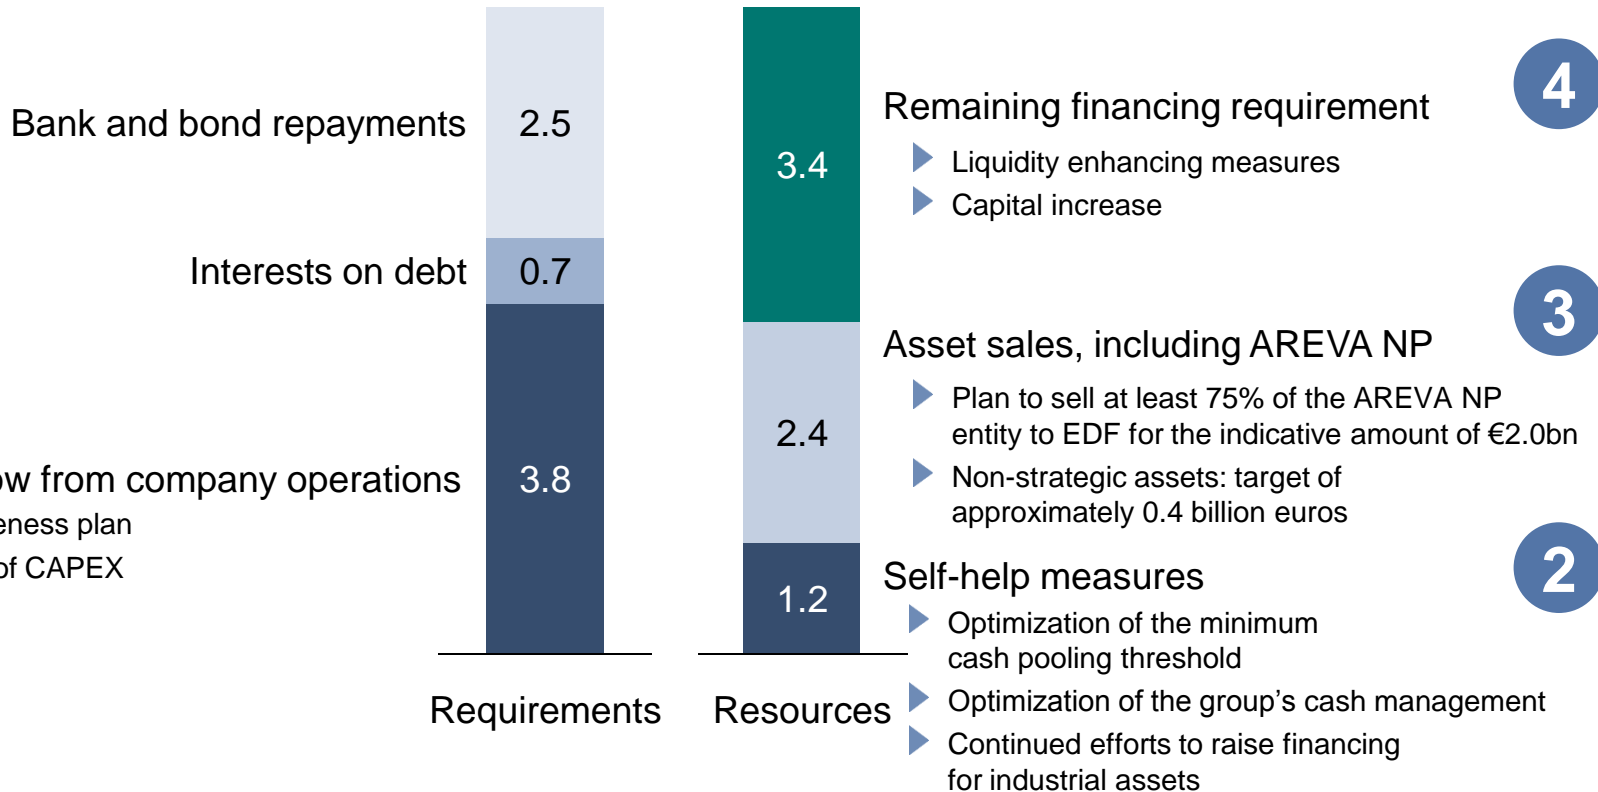 Bank and bond repayments
2.5
Interests on debt
0.7
from company operations
3.8
plan
of CAPEX
Requirements
3.4
2.4
1.2
Resources
Remaining financing requirement
4
Liquidity enhancing measures
Capital increase
Asset sales, including AREVA NP
3
Plan to sell at least 75% of the AREVA NP
entity to EDF for the indicative amount of €2.0bn
Non-strategic assets: target of
approximately 0.4 billion euros
Self-help measures
2
Optimization of the minimum
cash pooling threshold
Optimization of the group’s cash management
Continued efforts to raise financing
for industrial assets